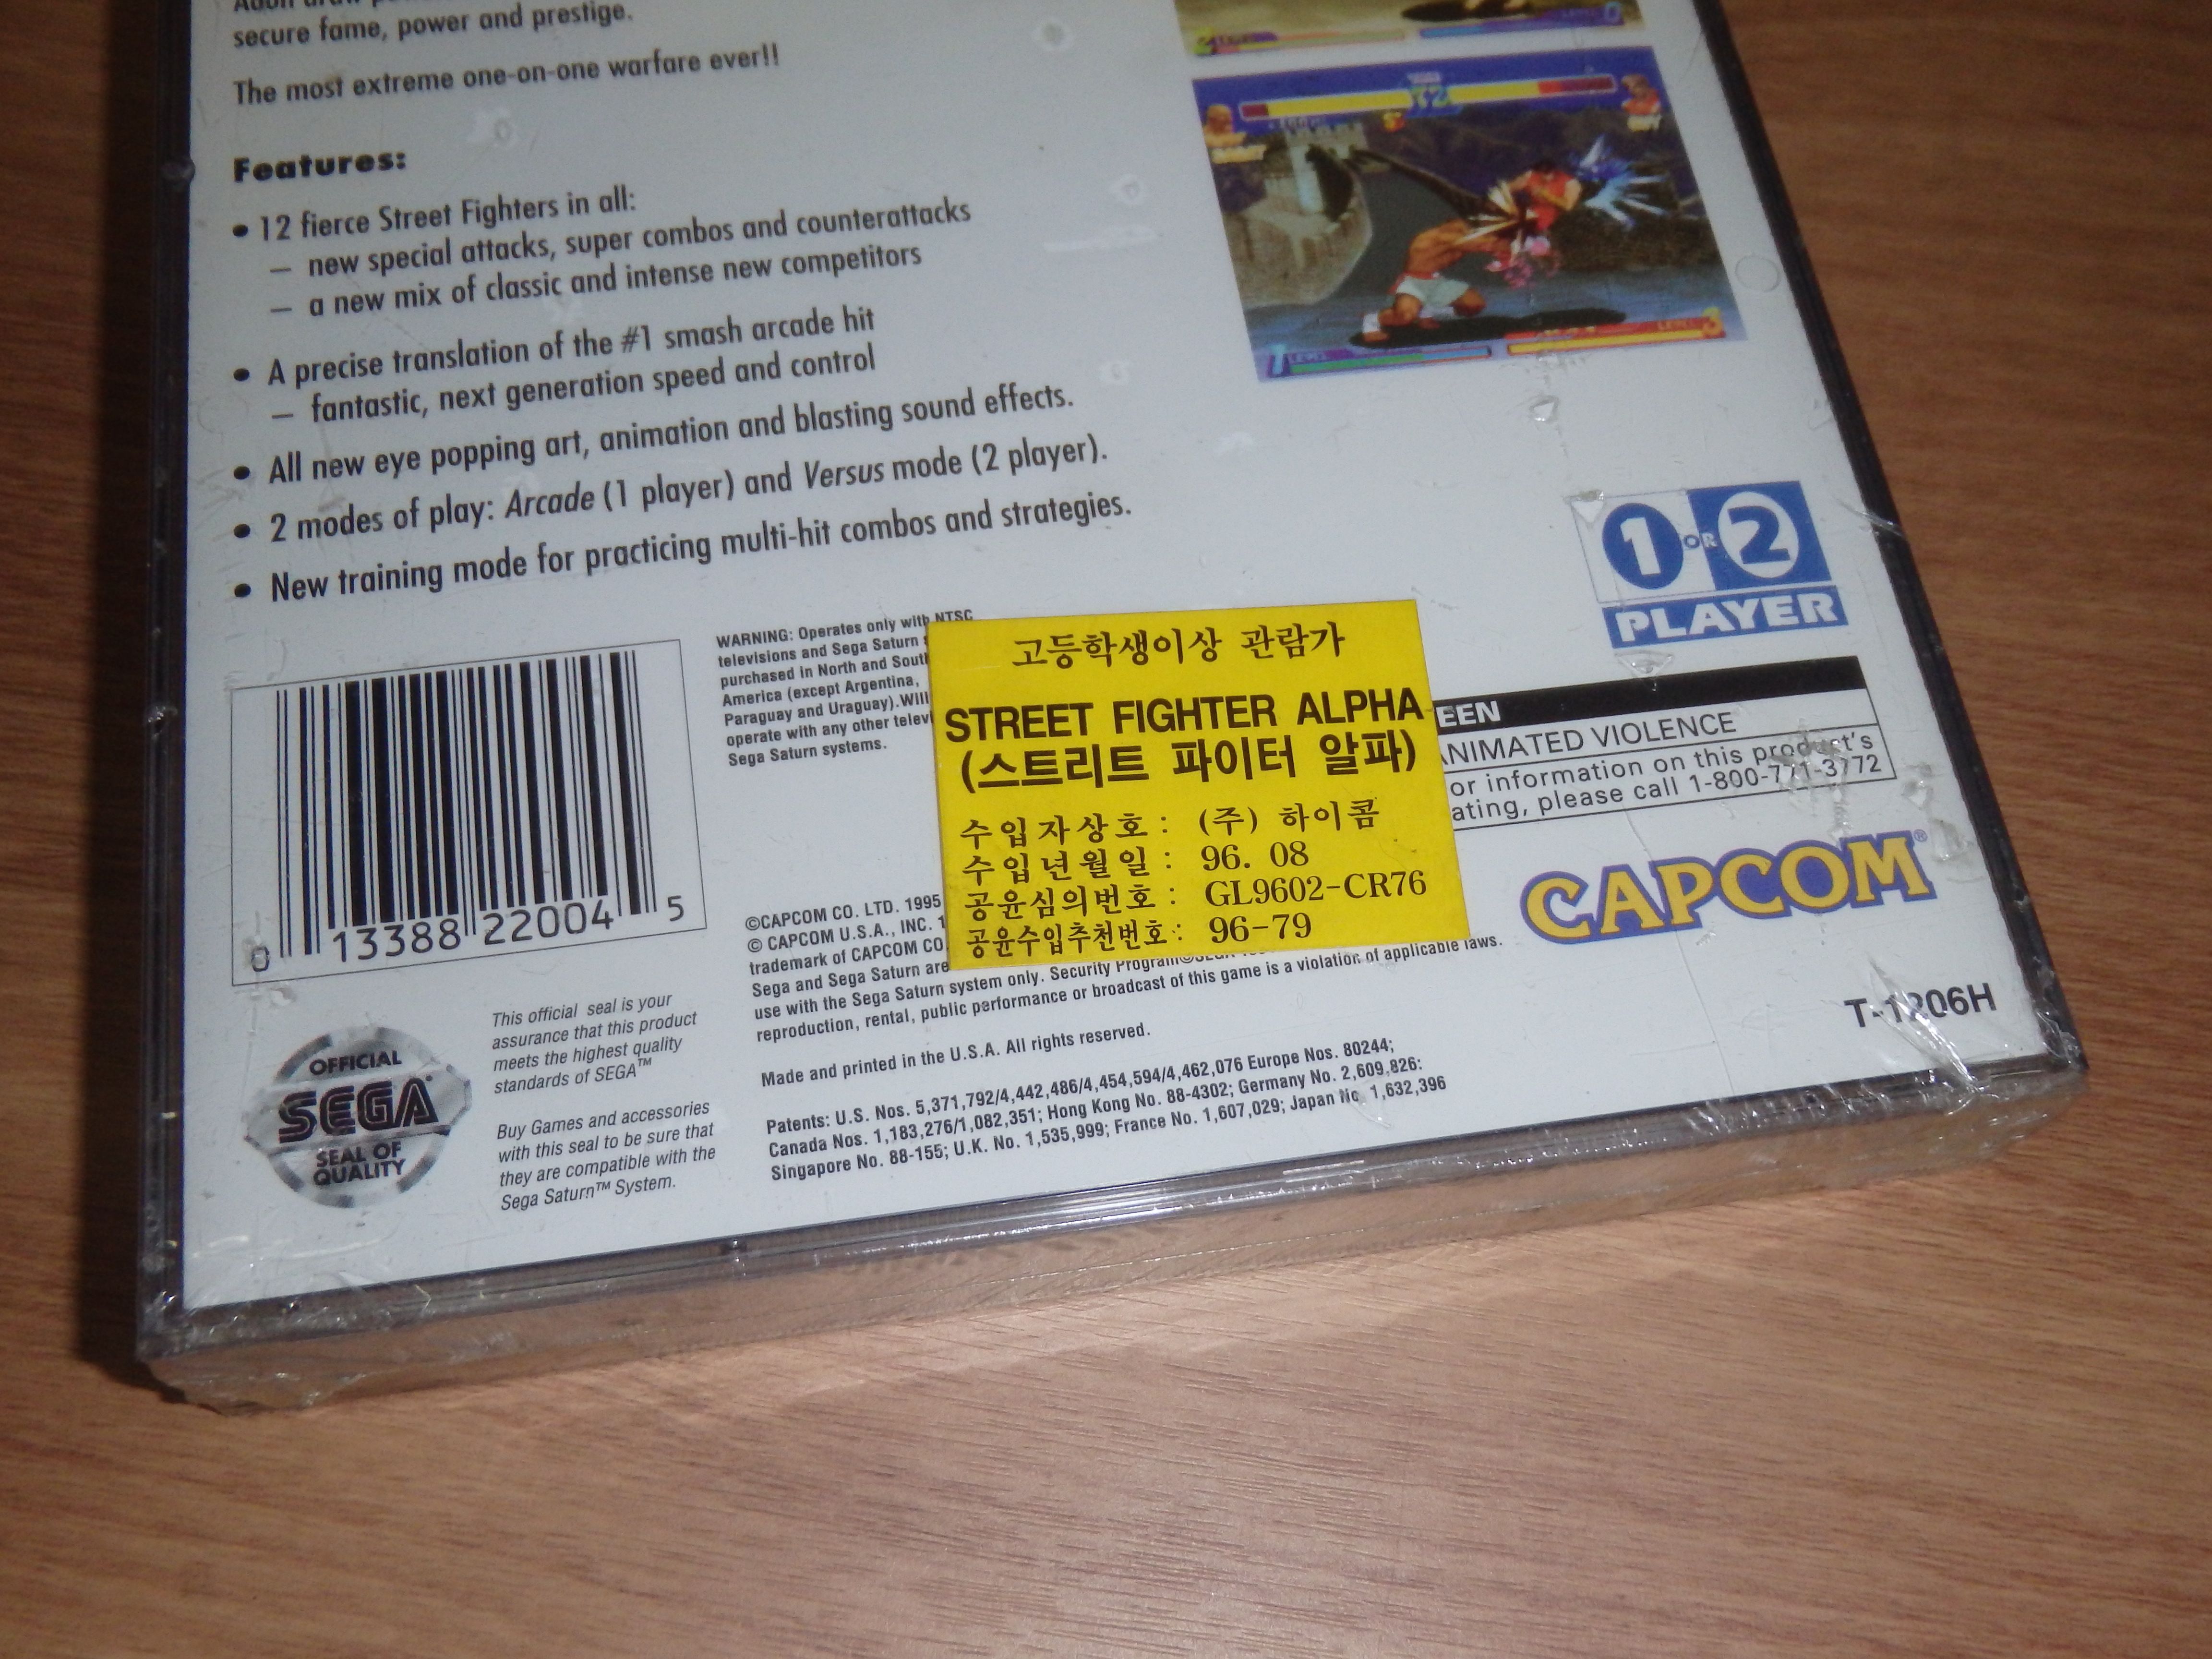 secure fame, power and prestige.
The most extreme one-on-one warfare ever!!
Features:
• 12 fierce Street Fighters in all:
– new special attacks, super combos and counterattacks
– a new mix of classic and intense new competitors
• A precise translation of the #1 smash arcade hit
– fantastic, next generation speed and control
• All new eye popping art, animation and blasting sound effects.
• 2 modes of play: Arcade (1 player) and Versus mode (2 player).
• New training mode for practicing multi-hit combos and strategies.
1 OR 2
PLAYER
WARNING: Operates only with NTSC
televisions and Sega Saturn
purchased in North and South
America (except Argentina,
Paraguay and Uraguay). Will
operate with any other
Sega Saturn systems.
고등학생이상 관람가
STREET FIGHTER ALPHA
(스트리트 파이터 알파)
수입자상호 : (주) 하이콤
수입년월일 : 96. 08
공윤심의번호 : GL9602-CR76
공윤수입추천번호 : 96-79
EEN
ANIMATED VIOLENCE
or information on this product's
ating, please call 1-800-771-3772
CAPCOM®
T-1206H
0 13388 22004 5
©CAPCOM CO. LTD. 1995
© CAPCOM U.S.A., INC.
trademark of CAPCOM CO
Sega and Sega Saturn are
use with the Sega Saturn system only. Security Program
reproduction, rental, public performance or broadcast of this game is a violation of applicable laws.
Made and printed in the U.S.A. All rights reserved.
Patents: U.S. Nos. 5,371,792/4,442,486/4,454,594/4,462,076 Europe Nos. 80244;
Canada Nos. 1,183,276/1,082,351; Hong Kong No. 88-4302; Germany No. 2,609,826:
Singapore No. 88-155; U.K. No. 1,535,999; France No. 1,607,029; Japan No. 1,632,396
OFFICIAL
SEGA
SEAL OF
QUALITY
This official seal is your
assurance that this product
meets the highest quality
standards of SEGA™
Buy Games and accessories
with this seal to be sure that
they are compatible with the
Sega Saturn™ System.